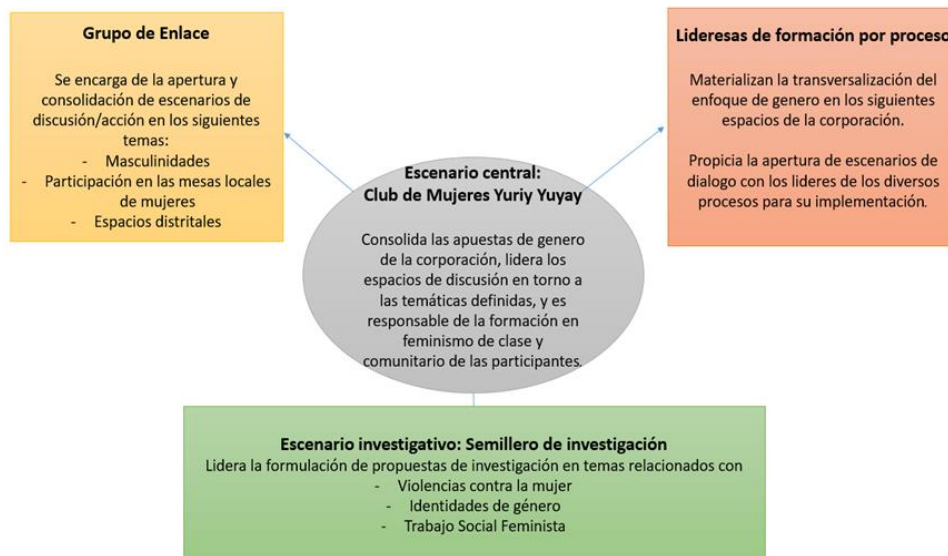 Grupo de Enlace
Se encarga de la apertura y
consolidación de escenarios de
discusión/acción en los siguientes
temas:
- Masculinidades
- Participación en las mesas locales
de mujeres
- Espacios distritales
Lideresas de formación por proceso
Materializan la transversalización del
enfoque de genero en los siguientes
espacios de la corporación.
Propicia la apertura de escenarios de
dialogo con los lideres de los diversos
procesos para su implementación.
Escenario central:
Club de Mujeres Yuriy Yuyay
Consolida las apuestas de genero
de la corporación, lidera los
espacios de discusión en torno a
las temáticas definidas, y es
responsable de la formación en
feminismo de clase y
comunitario de las participantes.
Escenario investigativo: Semillero de investigación
Lidera la formulación de propuestas de investigación en temas relacionados con
- Violencias contra la mujer
- Identidades de género
- Trabajo Social Feminista